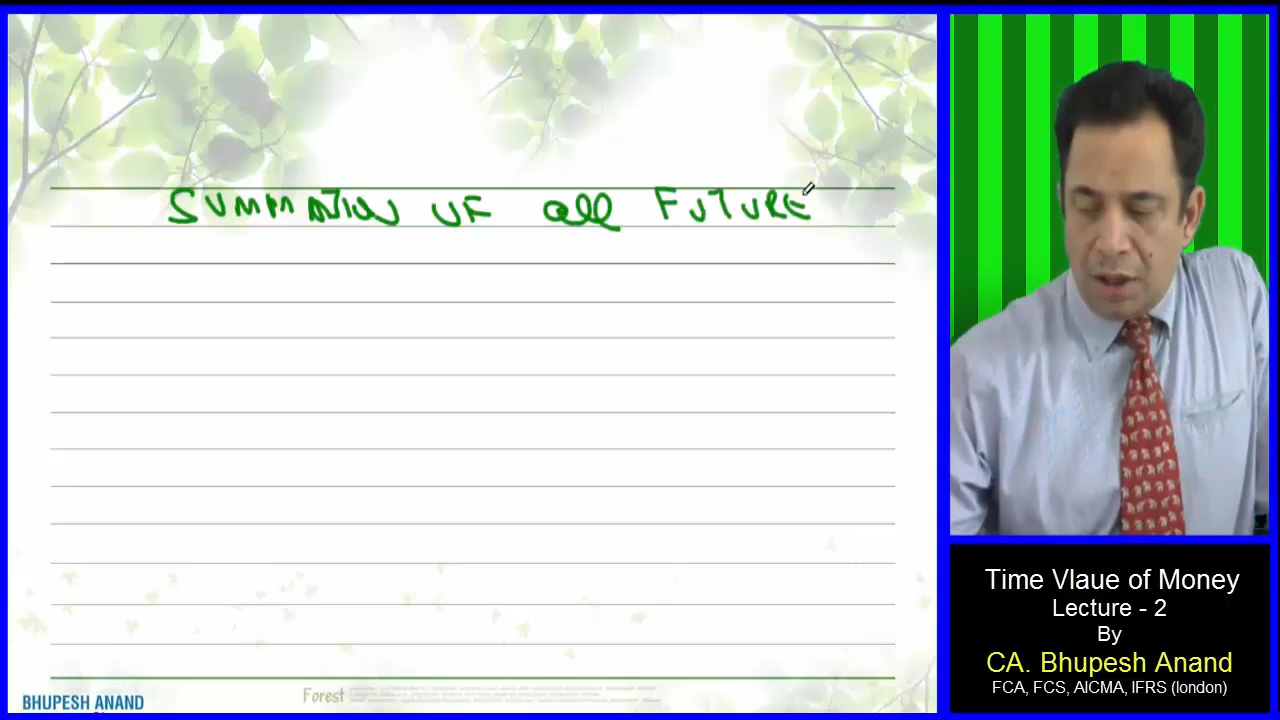 SUMMATION OF all FUTURE
BHUPESH ANAND
Forest
Time Vlaue of Money
Lecture - 2
By
CA. Bhupesh Anand
FCA, FCS, AICMA, IFRS (london)